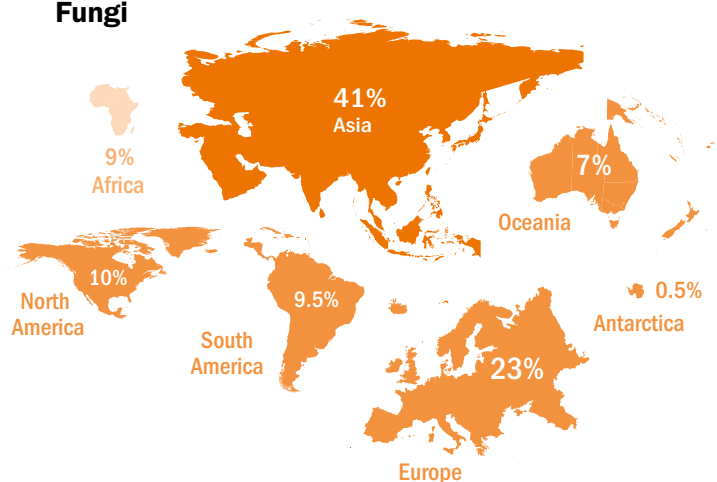 Fungi
41%
Asia
9%
Africa
7%
Oceania
10%
North
America
9.5%
South
America
0.5%
Antarctica
23%
Europe